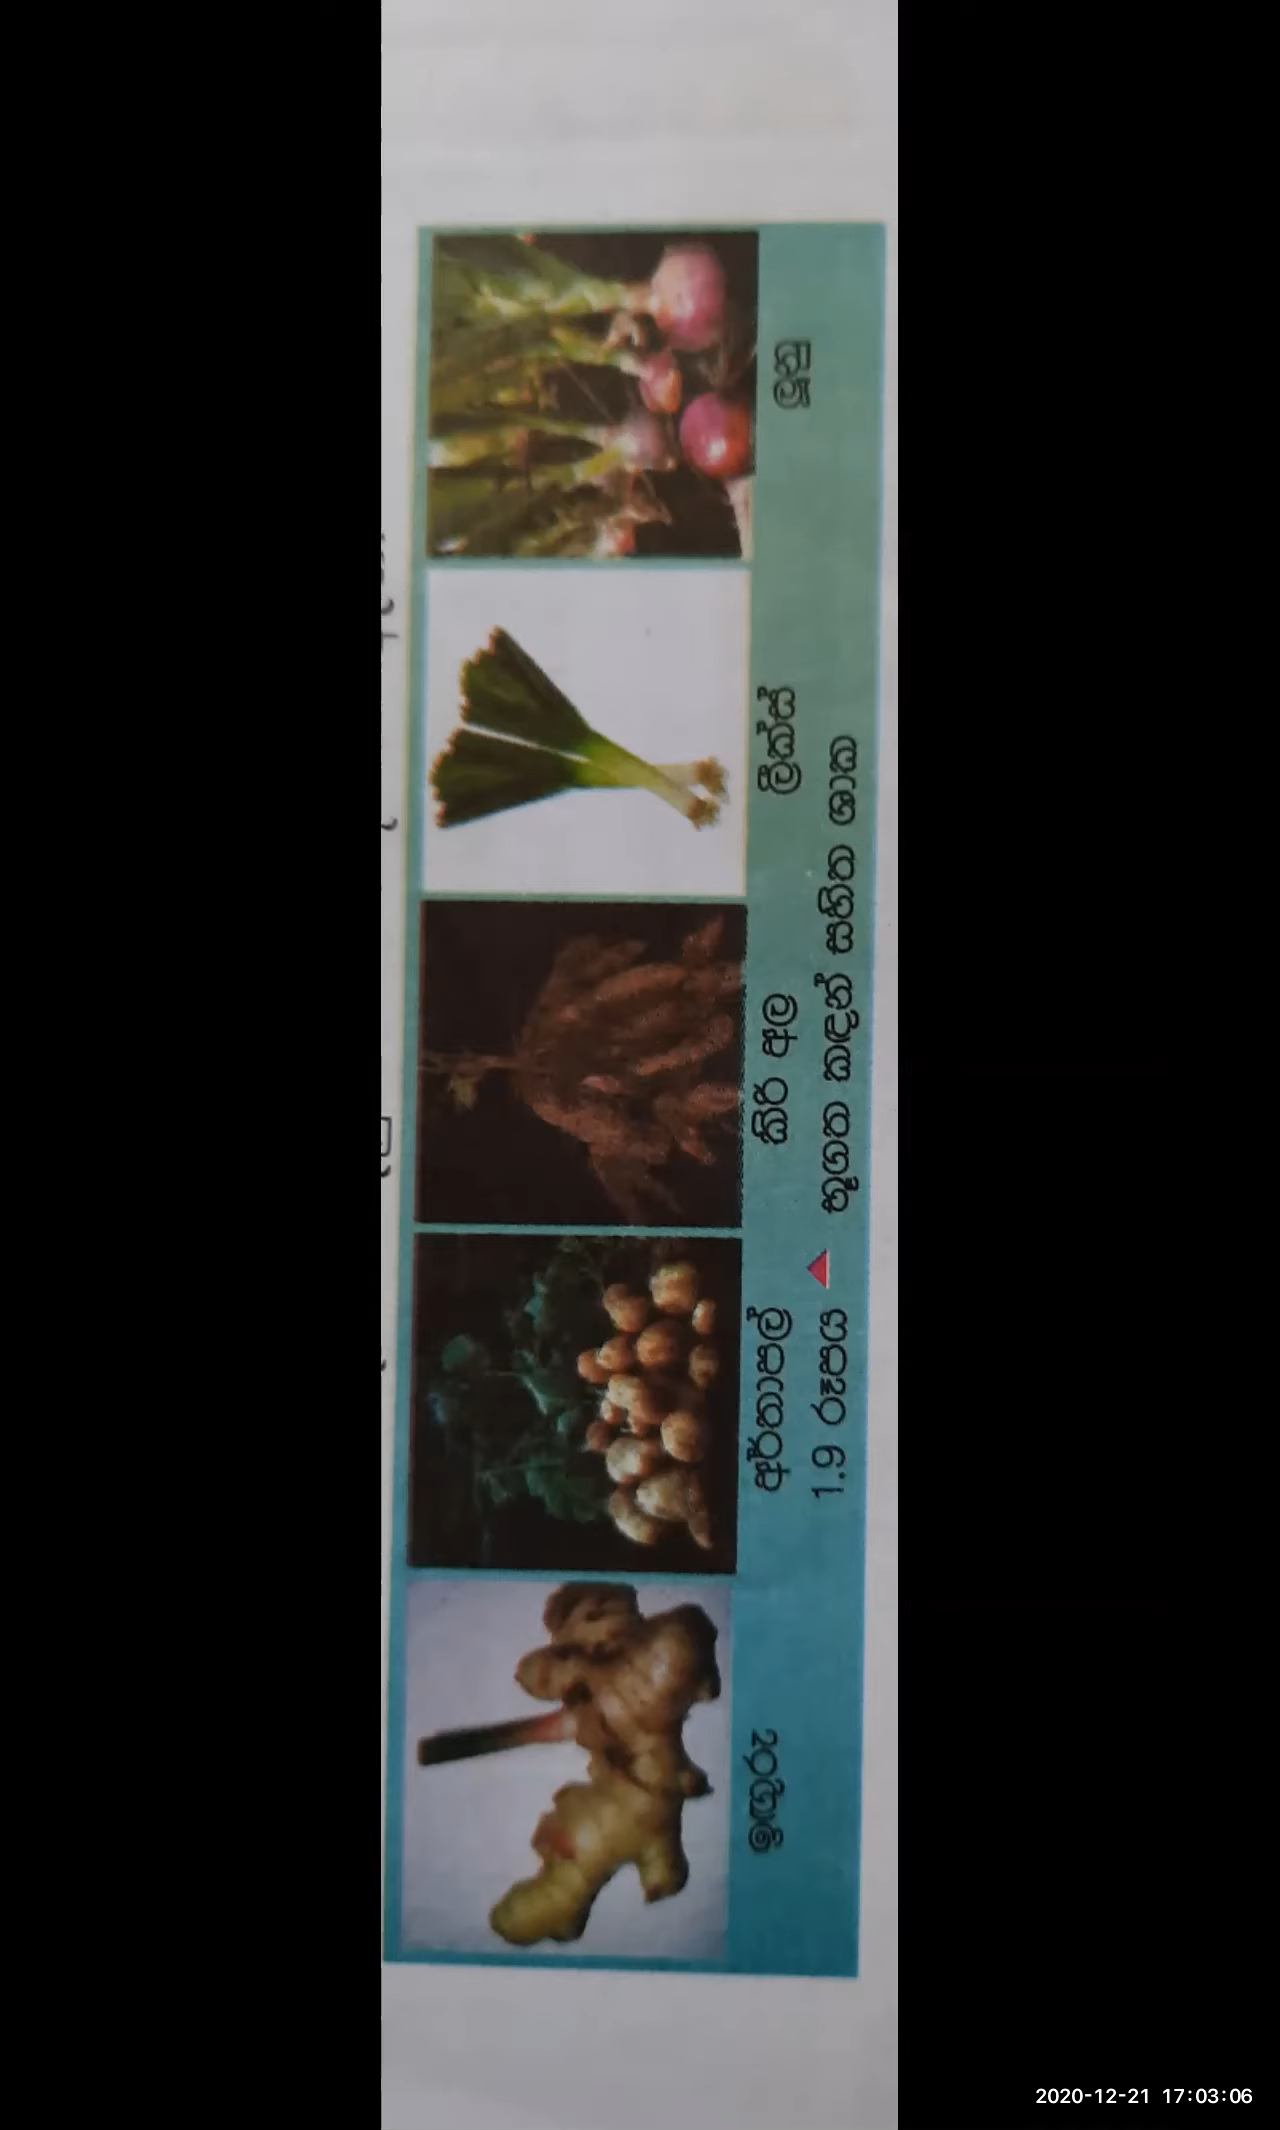 ඉඟුරු
අර්තාපල්
කිරි අල
ලීක්ස්
ලූනු
1.9 රූපය ▲ භූගත කඳන් සහිත ශාක
2020-12-21 17:03:06